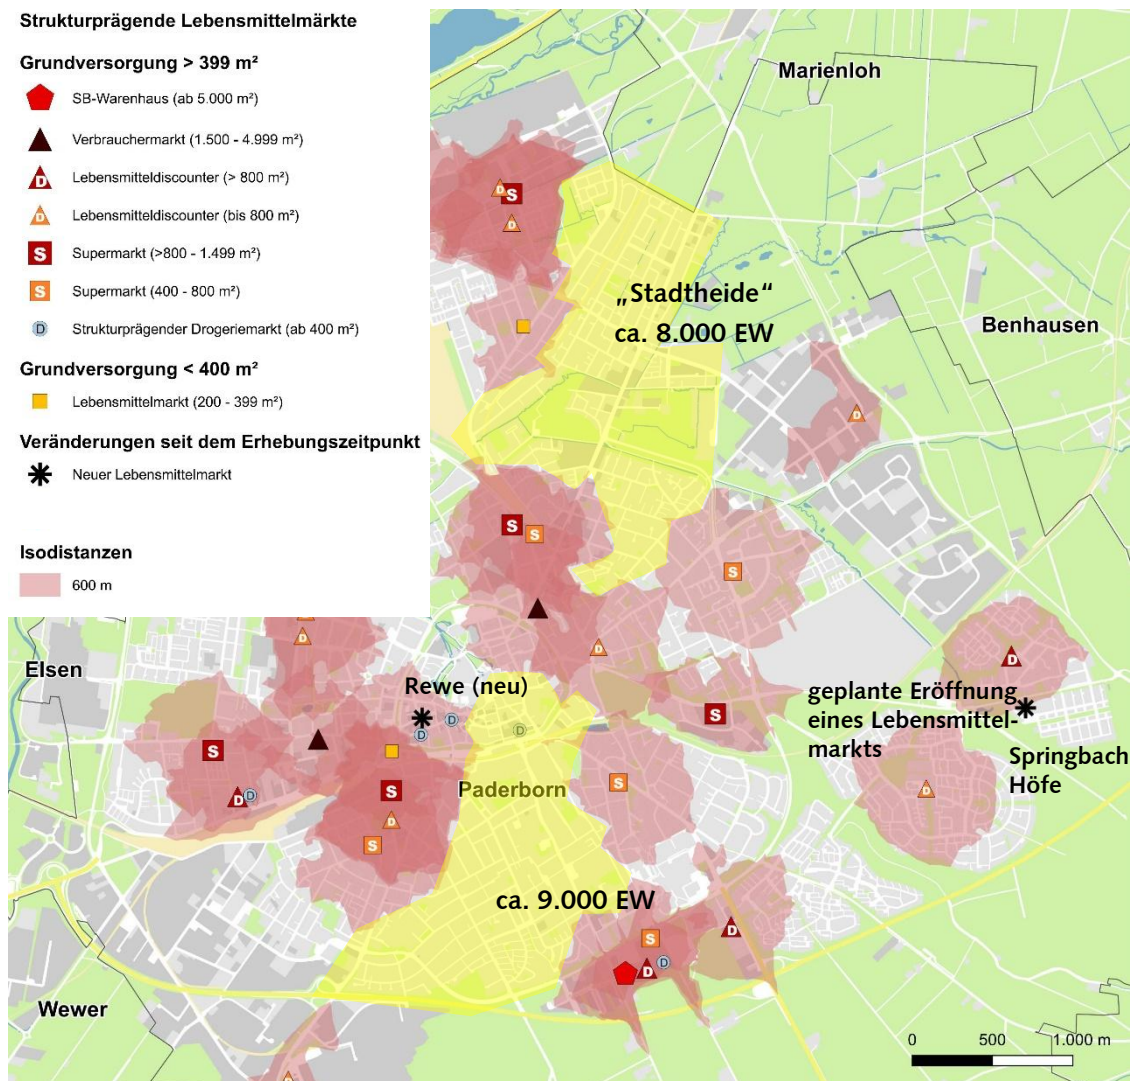 Strukturprägende Lebensmittelmärkte
Grundversorgung > 399 m²
SB-Warenhaus (ab 5.000 m²)
Verbrauchermarkt (1.500 - 4.999 m²)
D Lebensmitteldiscounter (> 800 m²)
D Lebensmitteldiscounter (bis 800 m²)
S Supermarkt (>800 - 1.499 m²)
S Supermarkt (400 - 800 m²)
D Strukturprägender Drogeriemarkt (ab 400 m²)
Grundversorgung < 400 m²
Lebensmittelmarkt (200 - 399 m²)
Veränderungen seit dem Erhebungszeitpunkt
Neuer Lebensmittelmarkt
Isodistanzen
600 m
Marienloh
„Stadtheide“
ca. 8.000 EW
Benhausen
Elsen
Rewe (neu)
geplante Eröffnung
eines Lebensmittel-
markts
Springbach
Höfe
Paderborn
ca. 9.000 EW
Wewer
0 500 1.000 m